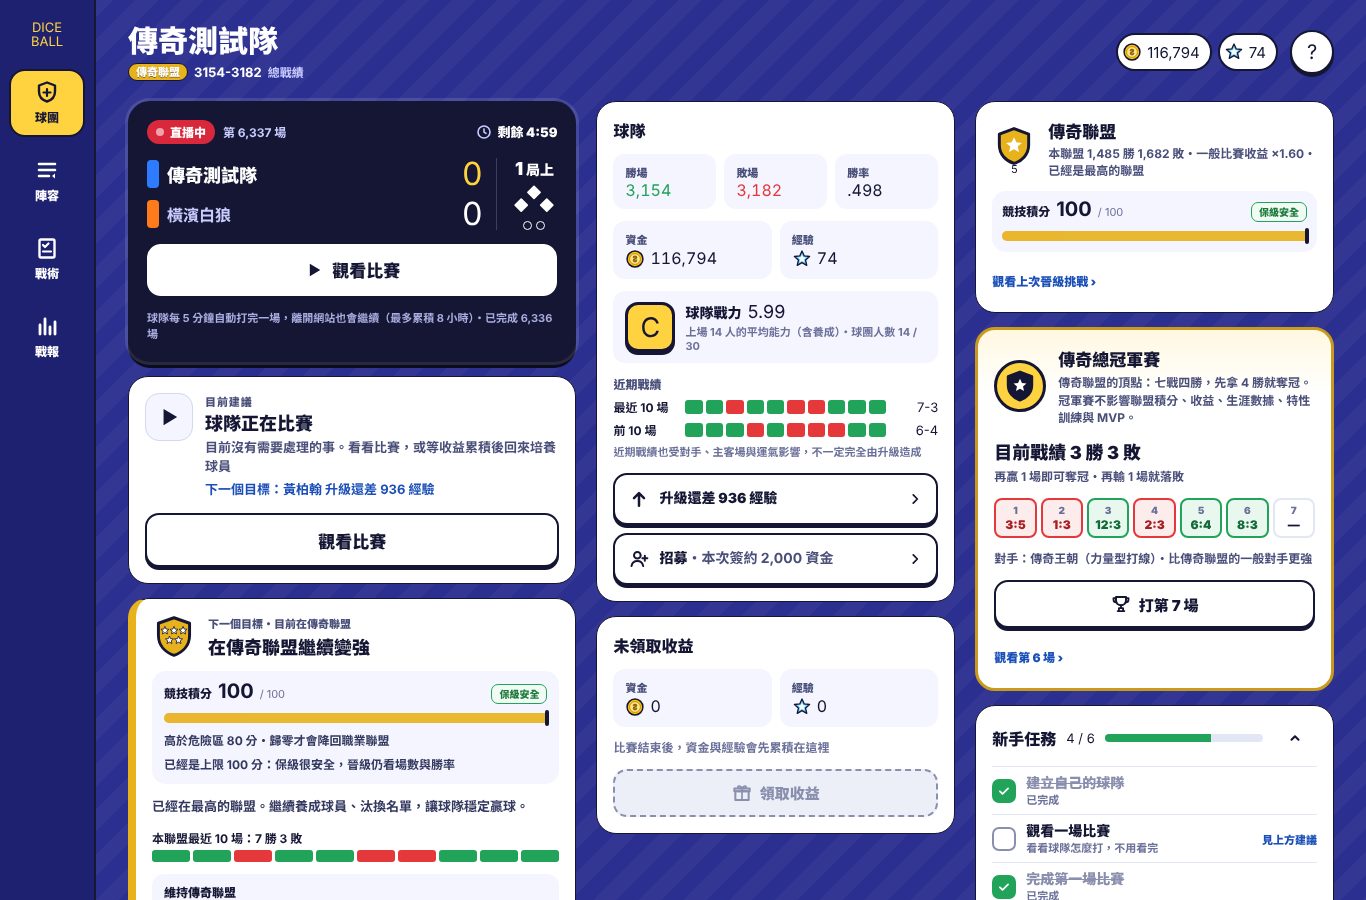 DICE
BALL
球團
陣容
戰術
戰報
傳奇測試隊
傳奇聯盟 3154-3182 總戰績
116,794
74
?
直播中 第 6,337 場 剩餘 4:59
傳奇測試隊 0
橫濱白狼 0
1局上
觀看比賽
球隊每 5 分鐘自動打完一場，離開網站也會繼續（最多累積 8 小時）・已完成 6,336
場
目前建議
球隊正在比賽
目前沒有需要處理的事。看看比賽，或等收益累積後回來培養
球員
下一個目標：黃柏翰 升級還差 936 經驗
觀看比賽
下一個目標・目前在傳奇聯盟
在傳奇聯盟繼續變強
競技積分 100 / 100 保級安全
高於危險區 80 分・歸零才會降回職業聯盟
已經是上限 100 分：保級很安全，晉級仍看場數與勝率
已經在最高的聯盟。繼續養成球員、汰換名單，讓球隊穩定贏球。
本聯盟最近 10 場：7 勝 3 敗
維持傳奇聯盟
球隊
勝場 敗場 勝率
3,154 3,182 .498
資金 經驗
116,794 74
C
球隊戰力 5.99
上場 14 人的平均能力（含養成）・球團人數 14 /
30
近期戰績
最近 10 場 7-3
前 10 場 6-4
近期戰績也受對手、主客場與運氣影響，不一定完全由升級造成
升級還差 936 經驗
招募・本次簽約 2,000 資金
未領取收益
資金 經驗
0 0
比賽結束後，資金與經驗會先累積在這裡
領取收益
5
傳奇聯盟
本聯盟 1,485 勝 1,682 敗・一般比賽收益 ×1.60・
已經是最高的聯盟
競技積分 100 / 100 保級安全
觀看上次晉級挑戰 ›
傳奇總冠軍賽
傳奇聯盟的頂點：七戰四勝，先拿 4 勝就奪冠。
冠軍賽不影響聯盟積分、收益、生涯數據、特性
訓練與 MVP。
目前戰績 3 勝 3 敗
再贏 1 場即可奪冠・再輸 1 場就落敗
1 2 3 4 5 6 7
3:5 1:3 12:3 2:3 6:4 8:3 —
對手：傳奇王朝（力量型打線）・比傳奇聯盟的一般對手更強
打第 7 場
觀看第 6 場 ›
新手任務 4 / 6
建立自己的球隊
已完成
觀看一場比賽
看看球隊怎麼打，不用看完
見上方建議
完成第一場比賽
已完成